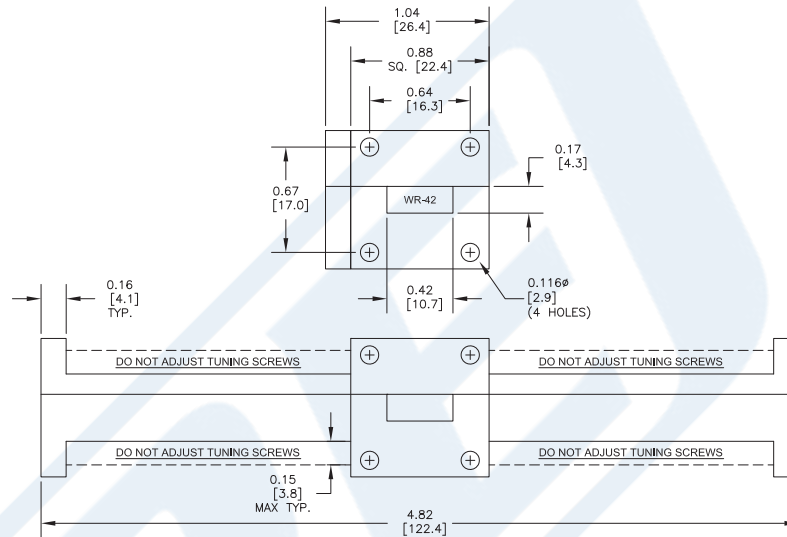 1.04
[26.4]
0.88
SQ. [22.4]
0.64
[16.3]
0.17
[4.3]
0.67
[17.0]
WR-42
0.16
[4.1]
TYP.
0.42
[10.7]
0.116ø
[2.9]
(4 HOLES)
DO NOT ADJUST TUNING SCREWS
DO NOT ADJUST TUNING SCREWS
DO NOT ADJUST TUNING SCREWS
DO NOT ADJUST TUNING SCREWS
0.15
[3.8]
MAX TYP.
4.82
[122.4]